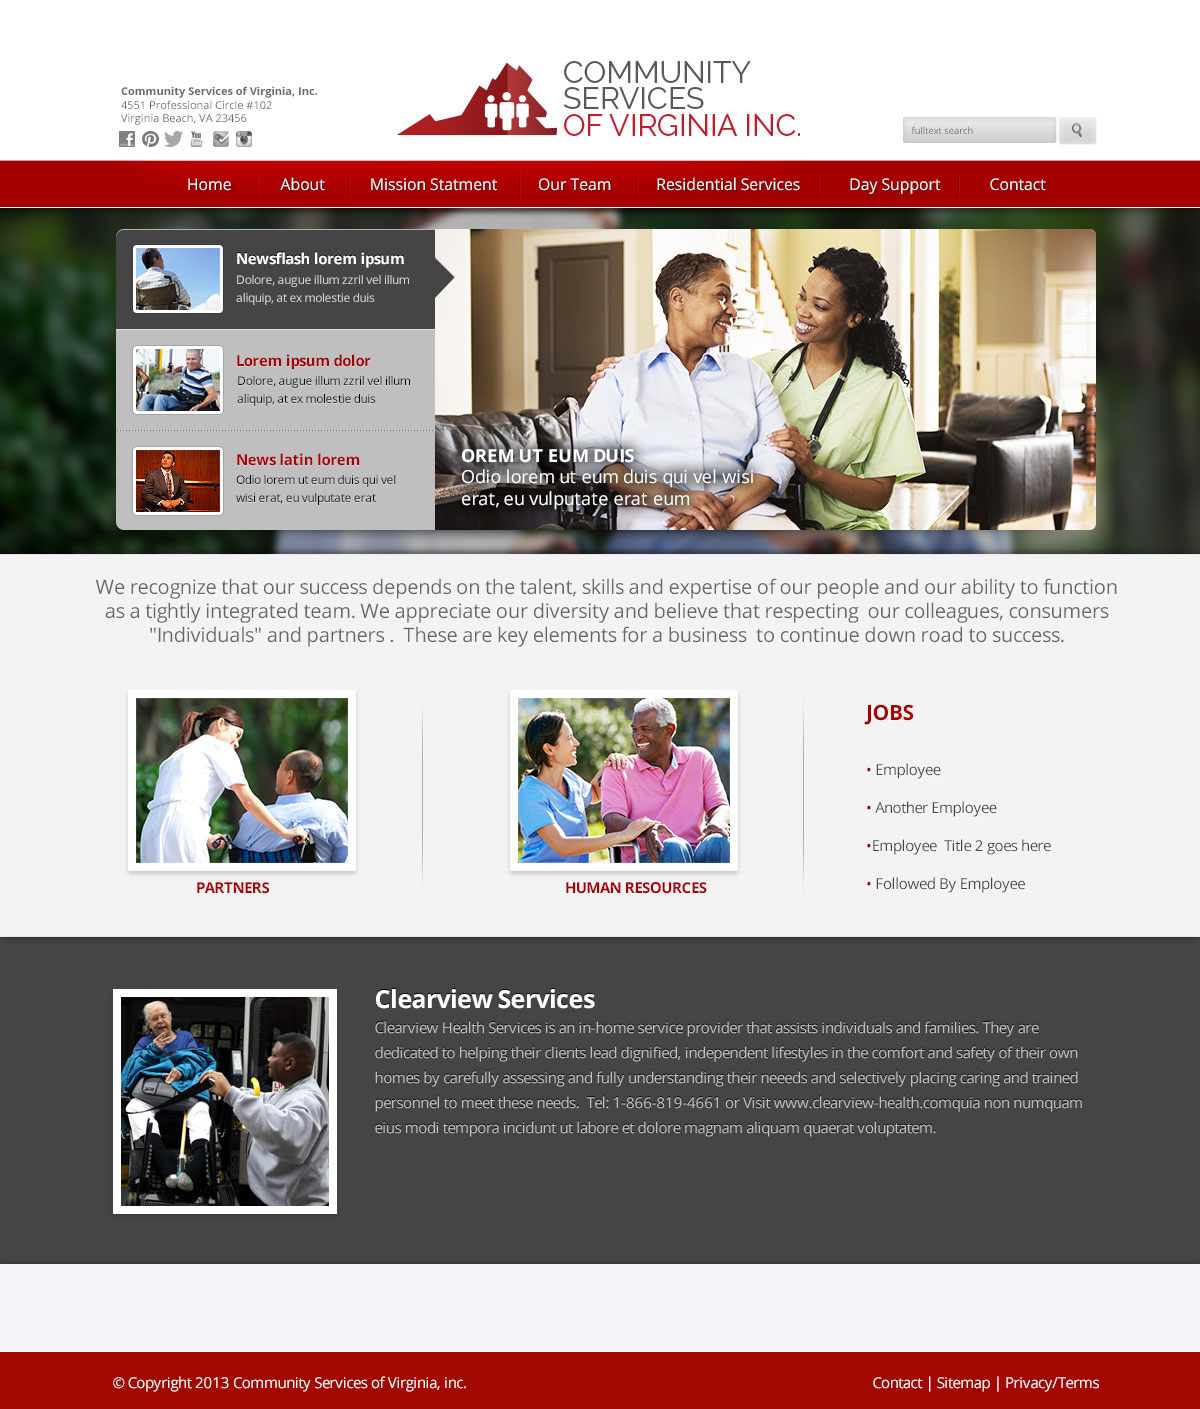 Community Services of Virginia, Inc.
4551 Professional Circle #102
Virginia Beach, VA 23456
COMMUNITY
SERVICES
OF VIRGINIA INC.
fulltext search
Home About Mission Statment Our Team Residential Services Day Support Contact
Newsflash lorem ipsum
Dolore, augue illum zzril vel illum
aliquip, at ex molestie duis
Lorem ipsum dolor
Dolore, augue illum zzril vel illum
aliquip, at ex molestie duis
News latin lorem
Odio lorem ut eum duis qui vel
wisi erat, eu vulputate erat
OREM UT EUM DUIS
Odio lorem ut eum duis qui vel wisi
erat, eu vulputate erat eum
We recognize that our success depends on the talent, skills and expertise of our people and our ability to function
as a tightly integrated team. We appreciate our diversity and believe that respecting  our colleagues, consumers
"Individuals" and partners .  These are key elements for a business  to continue down road to success.
PARTNERS
HUMAN RESOURCES
JOBS
• Employee
• Another Employee
•Employee  Title 2 goes here
• Followed By Employee
Clearview Services
Clearview Health Services is an in-home service provider that assists individuals and families. They are
dedicated to helping their clients lead dignified, independent lifestyles in the comfort and safety of their own
homes by carefully assessing and fully understanding their neeeds and selectively placing caring and trained
personnel to meet these needs.  Tel: 1-866-819-4661 or Visit www.clearview-health.comquia non numquam
eius modi tempora incidunt ut labore et dolore magnam aliquam quaerat voluptatem.
© Copyright 2013 Community Services of Virginia, inc.
Contact | Sitemap | Privacy/Terms